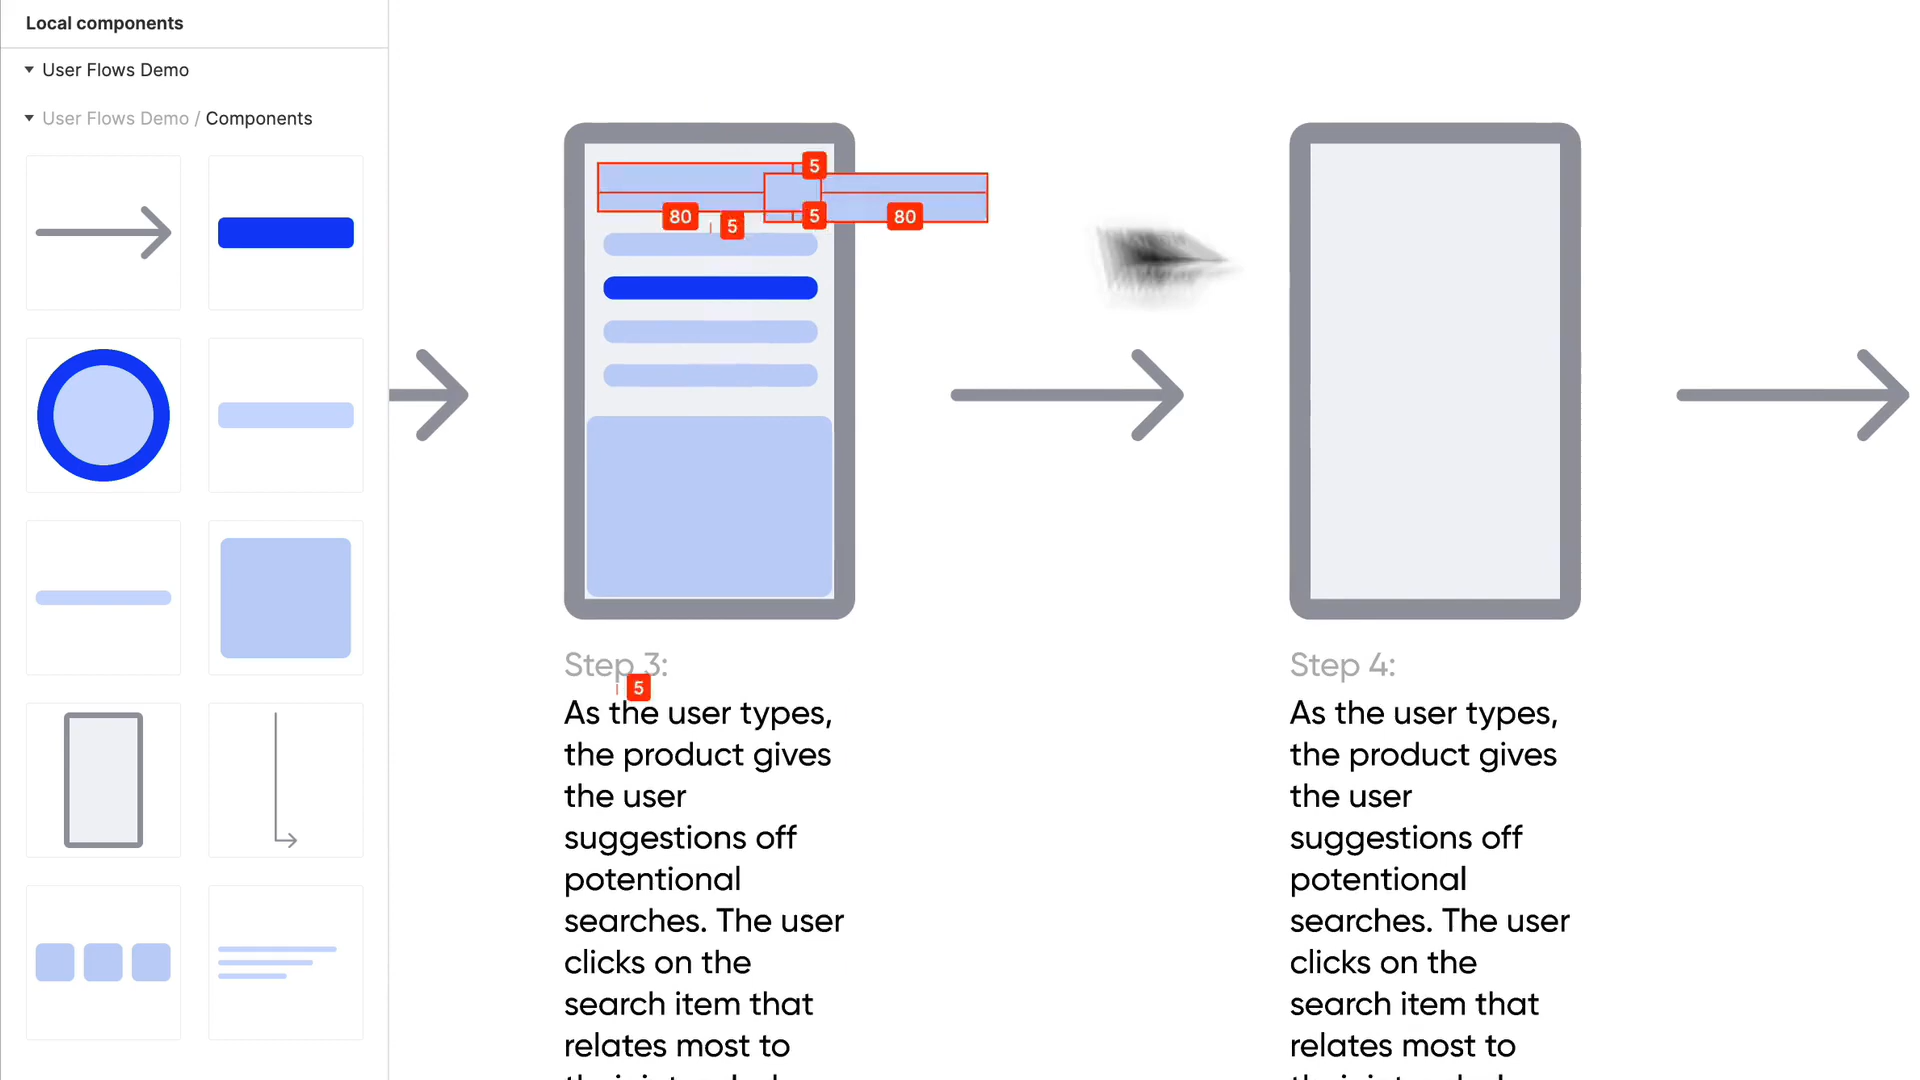 Local components
User Flows Demo
User Flows Demo / Components
5
80
5
5
80
Step 3:
5
As the user types,
the product gives
the user
suggestions off
potentional
searches. The user
clicks on the
search item that
relates most to
Step 4:
As the user types,
the product gives
the user
suggestions off
potentional
searches. The user
clicks on the
search item that
relates most to